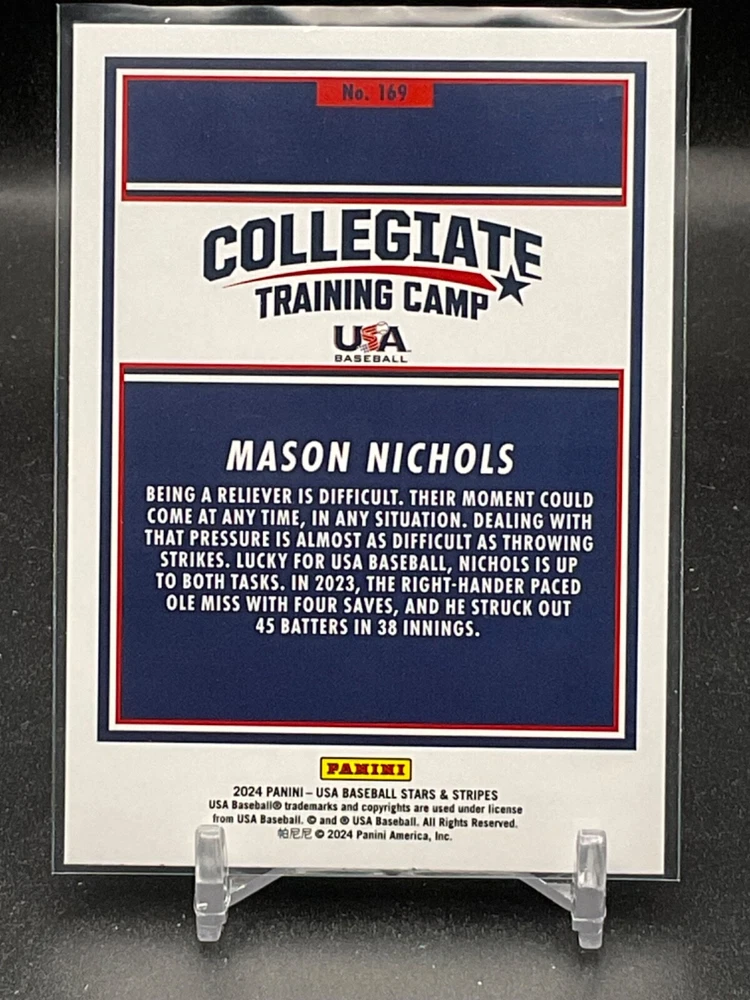 No. 169
COLLEGIATE
TRAINING CAMP
USA
BASEBALL
MASON NICHOLS
BEING A RELIEVER IS DIFFICULT. THEIR MOMENT COULD
COME AT ANY TIME, IN ANY SITUATION. DEALING WITH
THAT PRESSURE IS ALMOST AS DIFFICULT AS THROWING
STRIKES. LUCKY FOR USA BASEBALL, NICHOLS IS UP
TO BOTH TASKS. IN 2023, THE RIGHT-HANDER PACED
OLE MISS WITH FOUR SAVES, AND HE STRUCK OUT
45 BATTERS IN 38 INNINGS.
PANINI
2024 PANINI – USA BASEBALL STARS & STRIPES
USA Baseball® trademarks and copyrights are used under license
from USA Baseball. © and ® USA Baseball. All Rights Reserved.
帕尼尼 © 2024 Panini America, Inc.